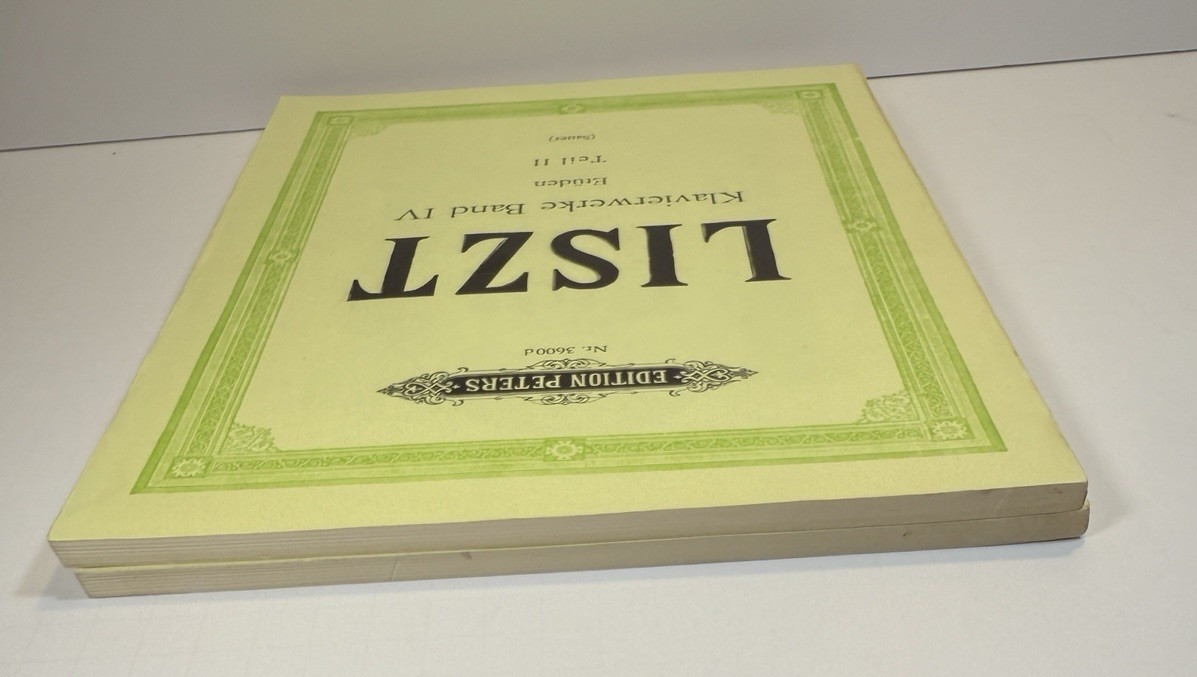 EDITION PETERS
Nr. 3600d
LISZT
Klavierwerke Band IV
Etüden
Teil II
(Sauer)